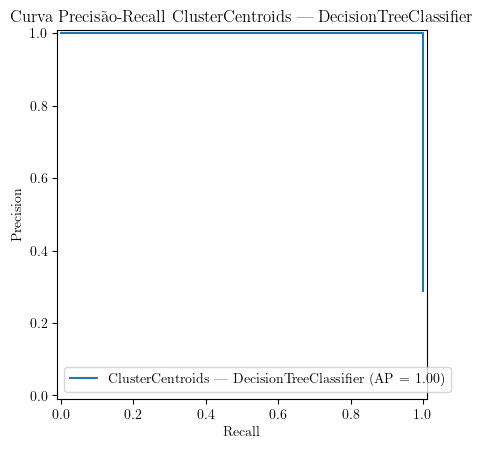 Curva Precisão-Recall ClusterCentroids — DecisionTreeClassifier
1.0
0.8
0.6
0.4
0.2
0.0
Precision
ClusterCentroids — DecisionTreeClassifier (AP = 1.00)
0.0 0.2 0.4 0.6 0.8 1.0
Recall